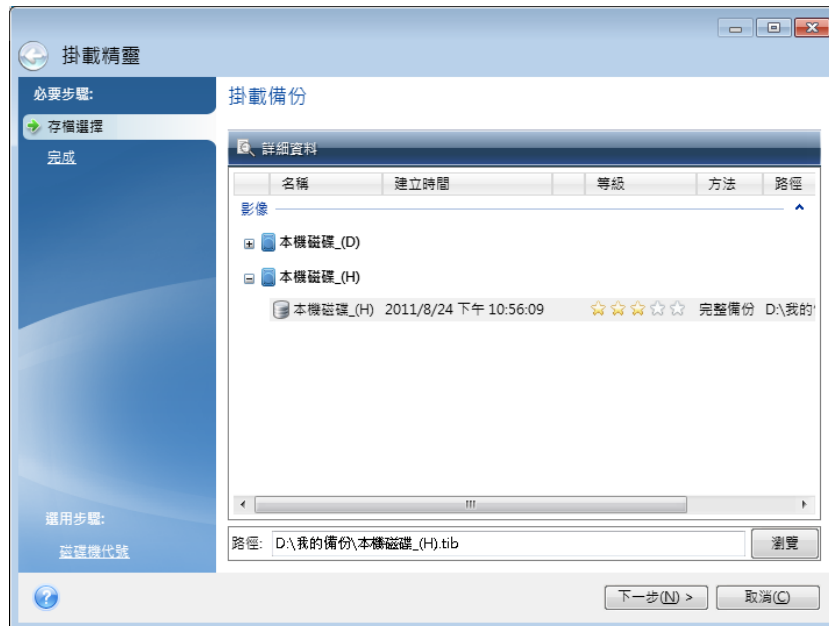 掛載精靈
必要步驟:
存檔選擇
完成
選用步驟:
磁碟機代號
掛載備份
詳細資料
名稱 建立時間 等級 方法 路徑
影像
本機磁碟_(D)
本機磁碟_(H)
本機磁碟_(H) 2011/8/24 下午 10:56:09 完整備份 D:\我的
路徑: D:\我的備份\本機磁碟_(H).tib 瀏覽
下一步(N) > 取消(C)